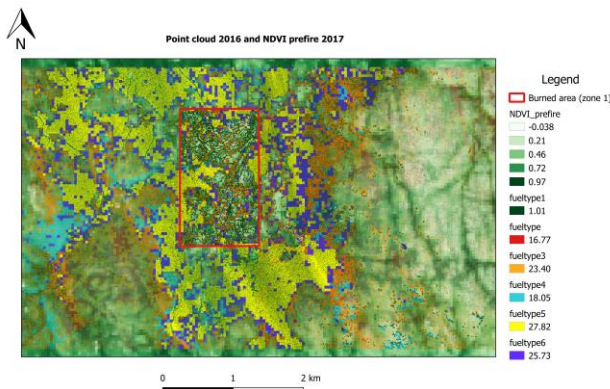 N
Point cloud 2016 and NDVI prefire 2017
Legend
Burned area (zone 1)
NDVI_prefire
-0.038
0.21
0.46
0.72
0.97
fueltype1
1.01
fueltype
16.77
fueltype3
23.40
fueltype4
18.05
fueltype5
27.82
fueltype6
25.73
0 1 2 km